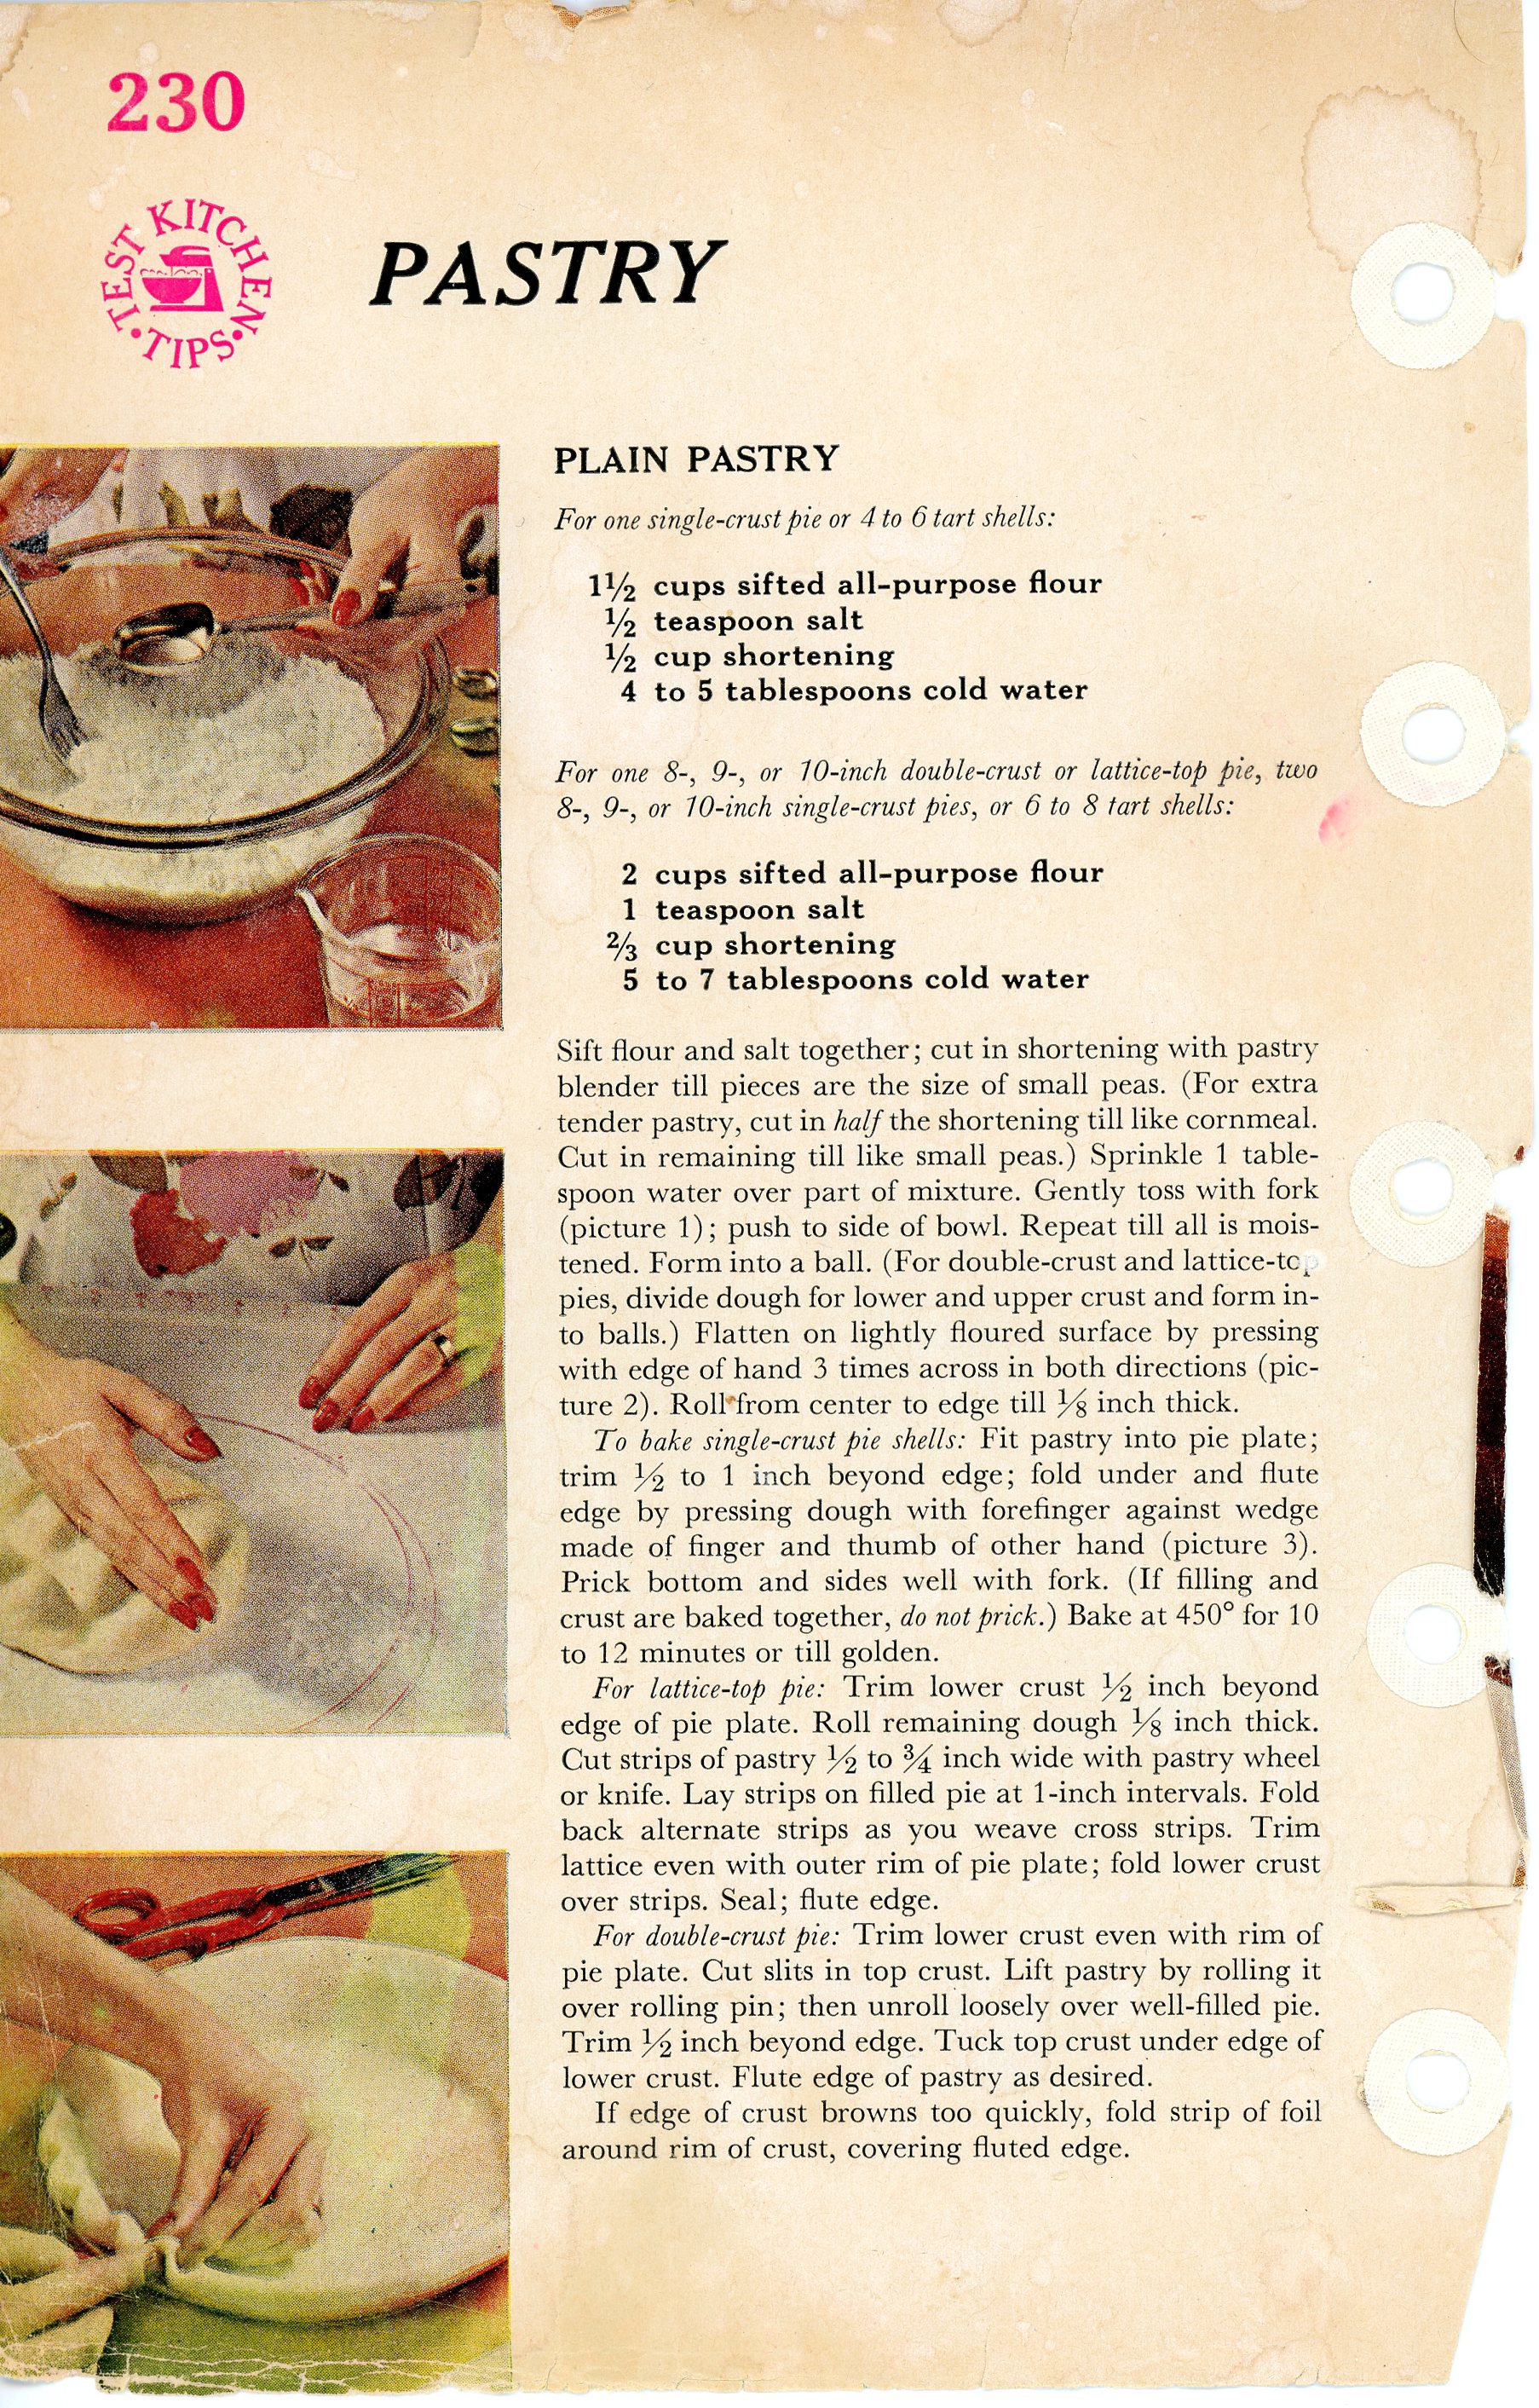 230
TEST KITCHEN
•TIPS•
PASTRY
PLAIN PASTRY
For one single-crust pie or 4 to 6 tart shells:
1½ cups sifted all-purpose flour
½ teaspoon salt
½ cup shortening
4 to 5 tablespoons cold water
For one 8-, 9-, or 10-inch double-crust or lattice-top pie, two
8-, 9-, or 10-inch single-crust pies, or 6 to 8 tart shells:
2 cups sifted all-purpose flour
1 teaspoon salt
⅔ cup shortening
5 to 7 tablespoons cold water
Sift flour and salt together; cut in shortening with pastry
blender till pieces are the size of small peas. (For extra
tender pastry, cut in half the shortening till like cornmeal.
Cut in remaining till like small peas.) Sprinkle 1 table-
spoon water over part of mixture. Gently toss with fork
(picture 1); push to side of bowl. Repeat till all is mois-
tened. Form into a ball. (For double-crust and lattice-top
pies, divide dough for lower and upper crust and form in-
to balls.) Flatten on lightly floured surface by pressing
with edge of hand 3 times across in both directions (pic-
ture 2). Roll from center to edge till ⅛ inch thick.
To bake single-crust pie shells: Fit pastry into pie plate;
trim ½ to 1 inch beyond edge; fold under and flute
edge by pressing dough with forefinger against wedge
made of finger and thumb of other hand (picture 3).
Prick bottom and sides well with fork. (If filling and
crust are baked together, do not prick.) Bake at 450° for 10
to 12 minutes or till golden.
For lattice-top pie: Trim lower crust ½ inch beyond
edge of pie plate. Roll remaining dough ⅛ inch thick.
Cut strips of pastry ½ to ¾ inch wide with pastry wheel
or knife. Lay strips on filled pie at 1-inch intervals. Fold
back alternate strips as you weave cross strips. Trim
lattice even with outer rim of pie plate; fold lower crust
over strips. Seal; flute edge.
For double-crust pie: Trim lower crust even with rim of
pie plate. Cut slits in top crust. Lift pastry by rolling it
over rolling pin; then unroll loosely over well-filled pie.
Trim ½ inch beyond edge. Tuck top crust under edge of
lower crust. Flute edge of pastry as desired.
If edge of crust browns too quickly, fold strip of foil
around rim of crust, covering fluted edge.